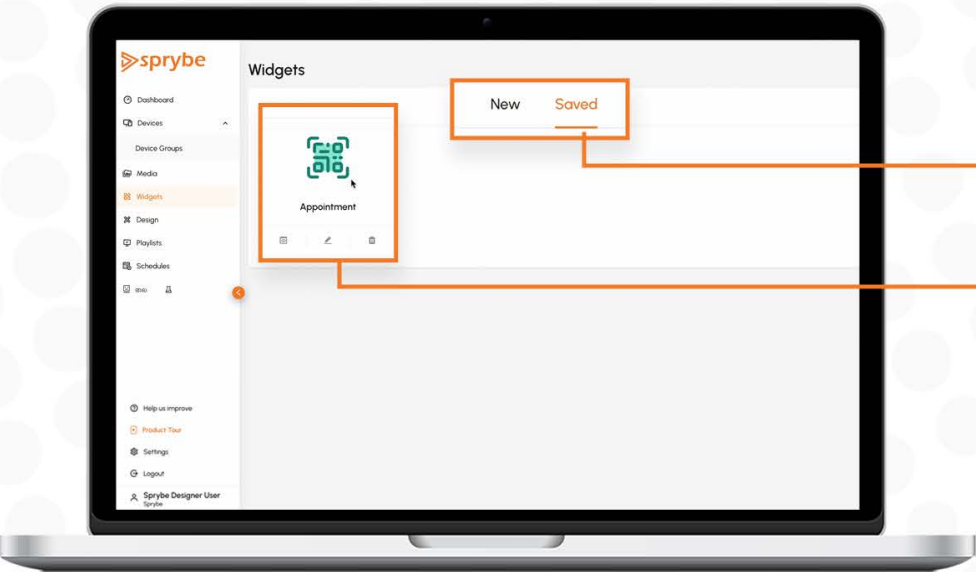 sprybe
Widgets
New
Saved
Dashboard
Devices
Device Groups
Media
Widgets
Design
Playlists
Schedules
Appointment
Help us improve
Product Tour
Settings
Logout
Sprybe Designer User
Sprybe